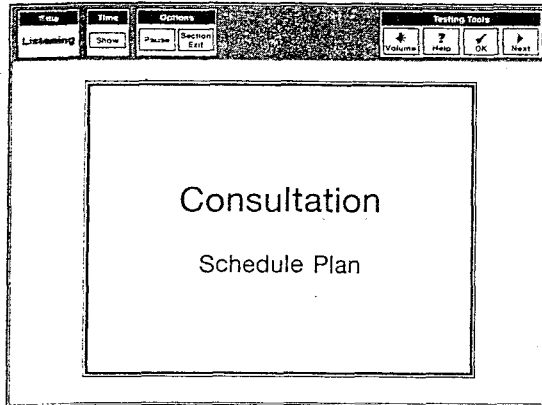 Time Options Testing Tools
Listening Show Pause Section Exit Volume Help OK Next
Consultation
Schedule Plan